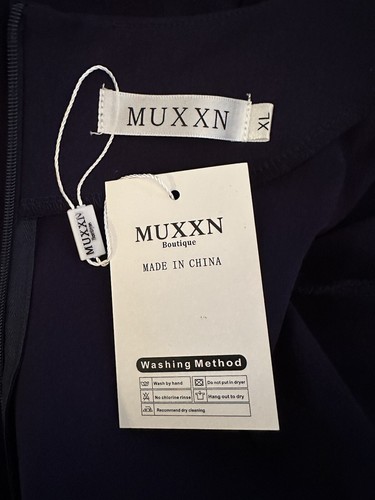 MUXXN
XL
MUXXN
MUXXN
Boutique
MADE IN CHINA
Washing Method
Wash by hand
Do not put in dryer
No chlorine rinse
Hang out to dry
Recommend dry cleaning